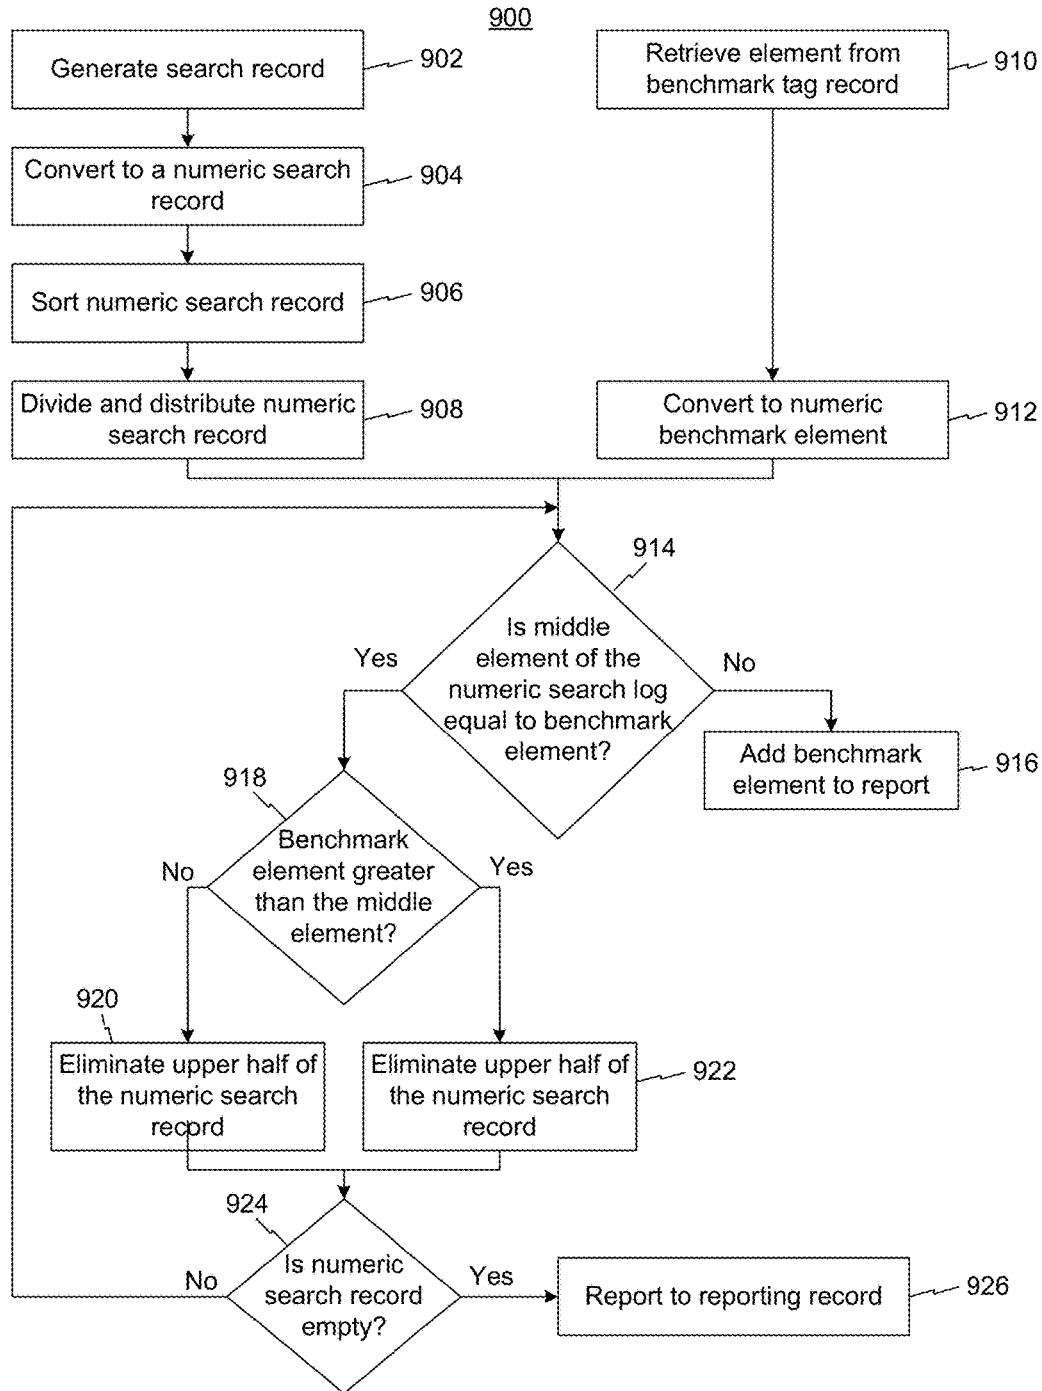 900
Generate search record
902
Retrieve element from
benchmark tag record
910
Convert to a numeric search
record
904
Sort numeric search record
906
Divide and distribute numeric
search record
908
Convert to numeric
benchmark element
912
914
Is middle
element of the
numeric search log
equal to benchmark
element?
Yes
No
Add benchmark
element to report
916
918
Benchmark
element greater
than the middle
element?
No
Yes
920
Eliminate upper half of
the numeric search
record
Eliminate upper half of
the numeric search
record
922
924
Is numeric
search record
empty?
No
Yes
Report to reporting record
926